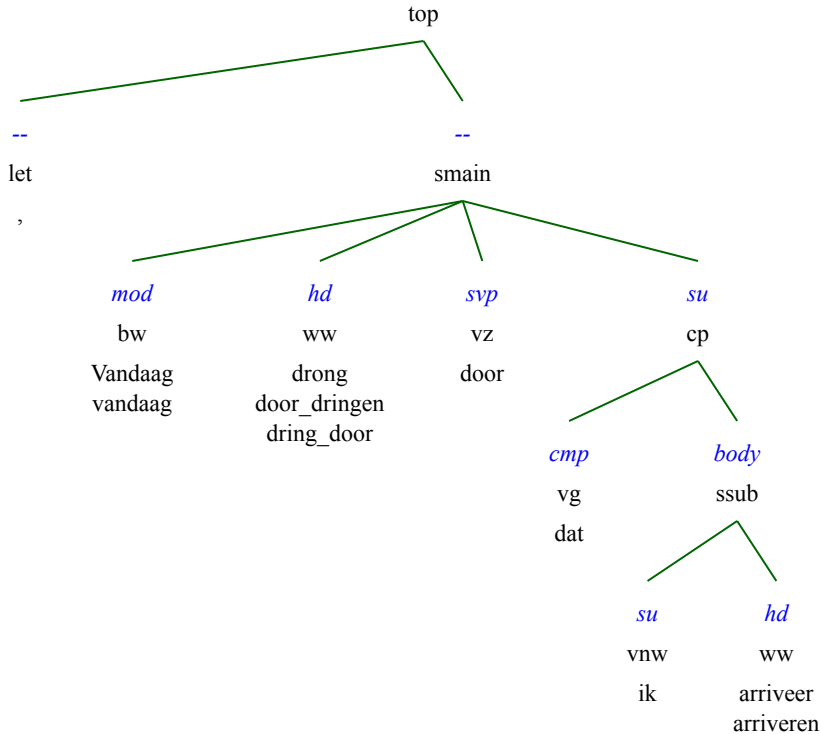 top
-- --
let smain
,
mod hd svp su
bw ww vz cp
Vandaag drong door
vandaag door_dringen
dring_door
cmp body
vg ssub
dat
su hd
vnw ww
ik arriveer
arriveren